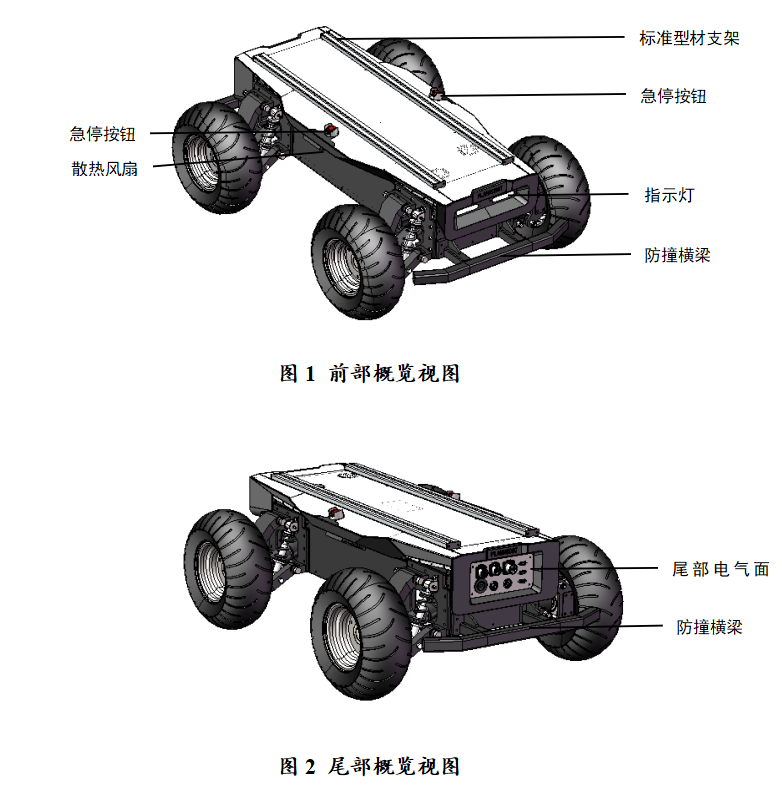 标准型材支架
急停按钮
急停按钮
散热风扇
指示灯
防撞横梁
图 1 前部概览视图
尾部电气面
防撞横梁
图 2 尾部概览视图